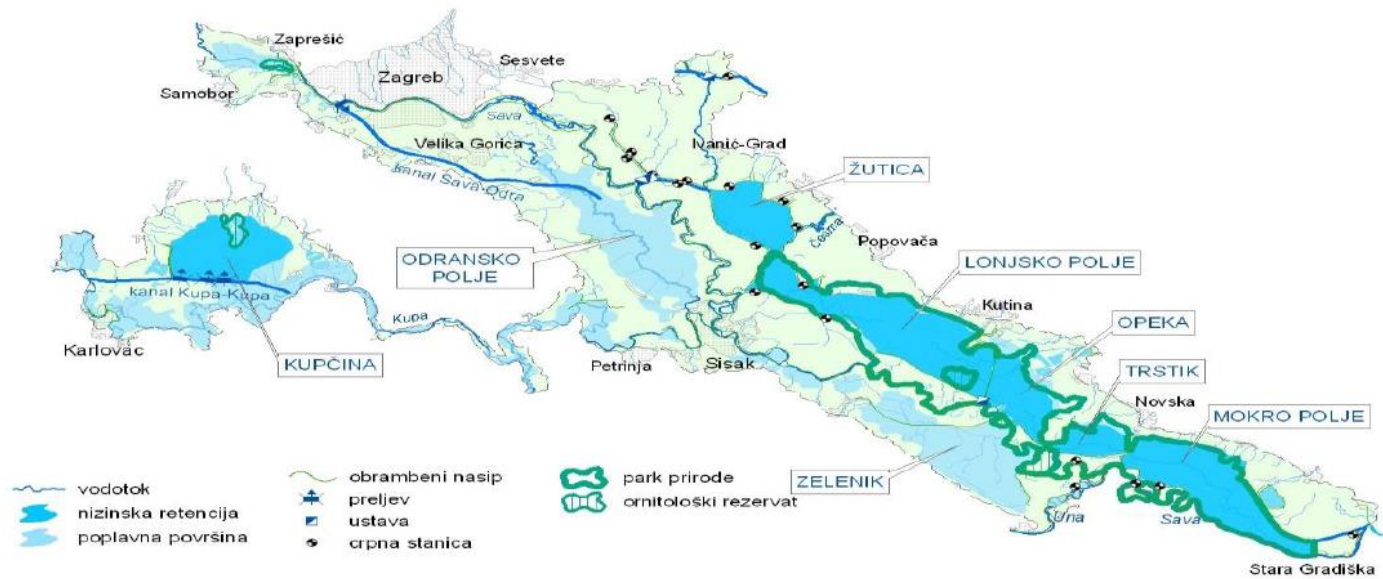 Zaprešić
Sesvete
Zagreb
Samobor
Sava
Velika Gorica
Ivanić-Grad
ŽUTICA
kanal Sava-Odra
Česma
Popovača
ODRANSKO
POLJE
LONJSKO POLJE
kanal Kupa-Kupa
Kutina
Kupa
OPEKA
Karlovac
KUPČINA
Petrinja
Sisak
TRSTIK
Novska
MOKRO POLJE
ZELENIK
Una
Sava
Stara Gradiška
vodotok
nizinska retencija
poplavna površina
obrambeni nasip
preljev
ustava
crpna stanica
park prirode
ornitološki rezervat